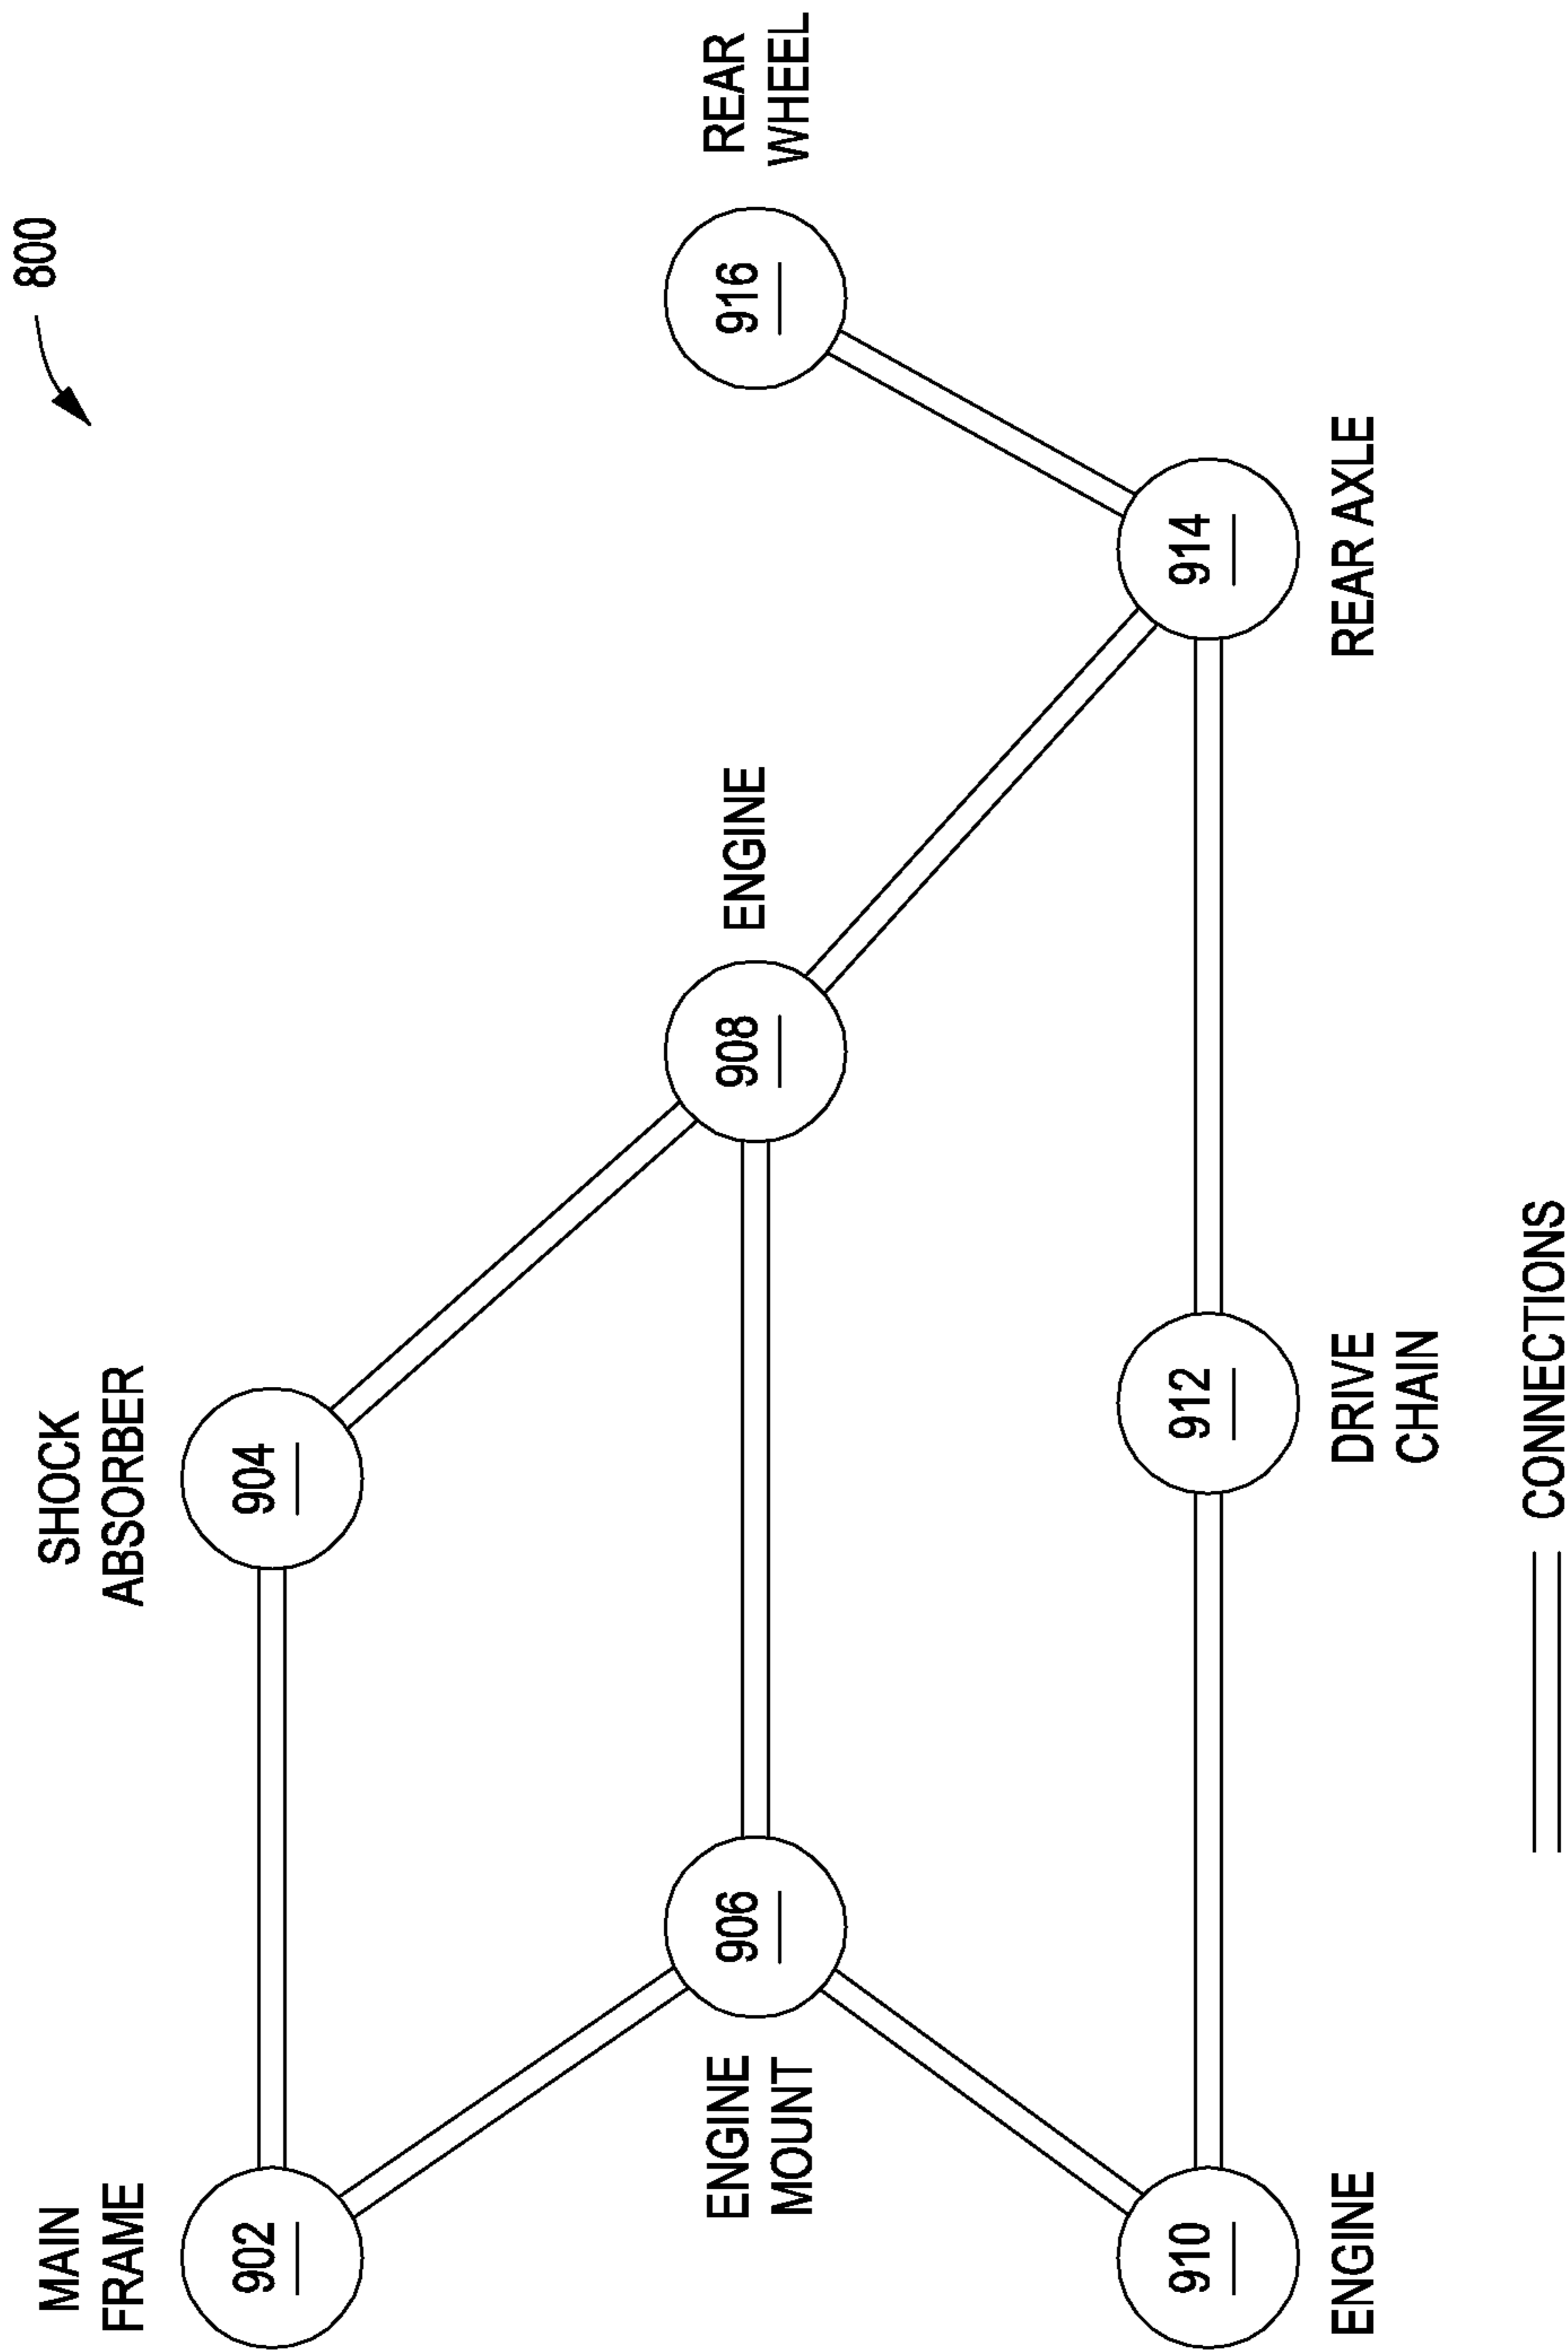 800
MAIN
FRAME
902
SHOCK
ABSORBER
904
ENGINE
MOUNT
906
908
ENGINE
916
REAR
WHEEL
910
ENGINE
912
DRIVE
CHAIN
914
REAR AXLE
CONNECTIONS